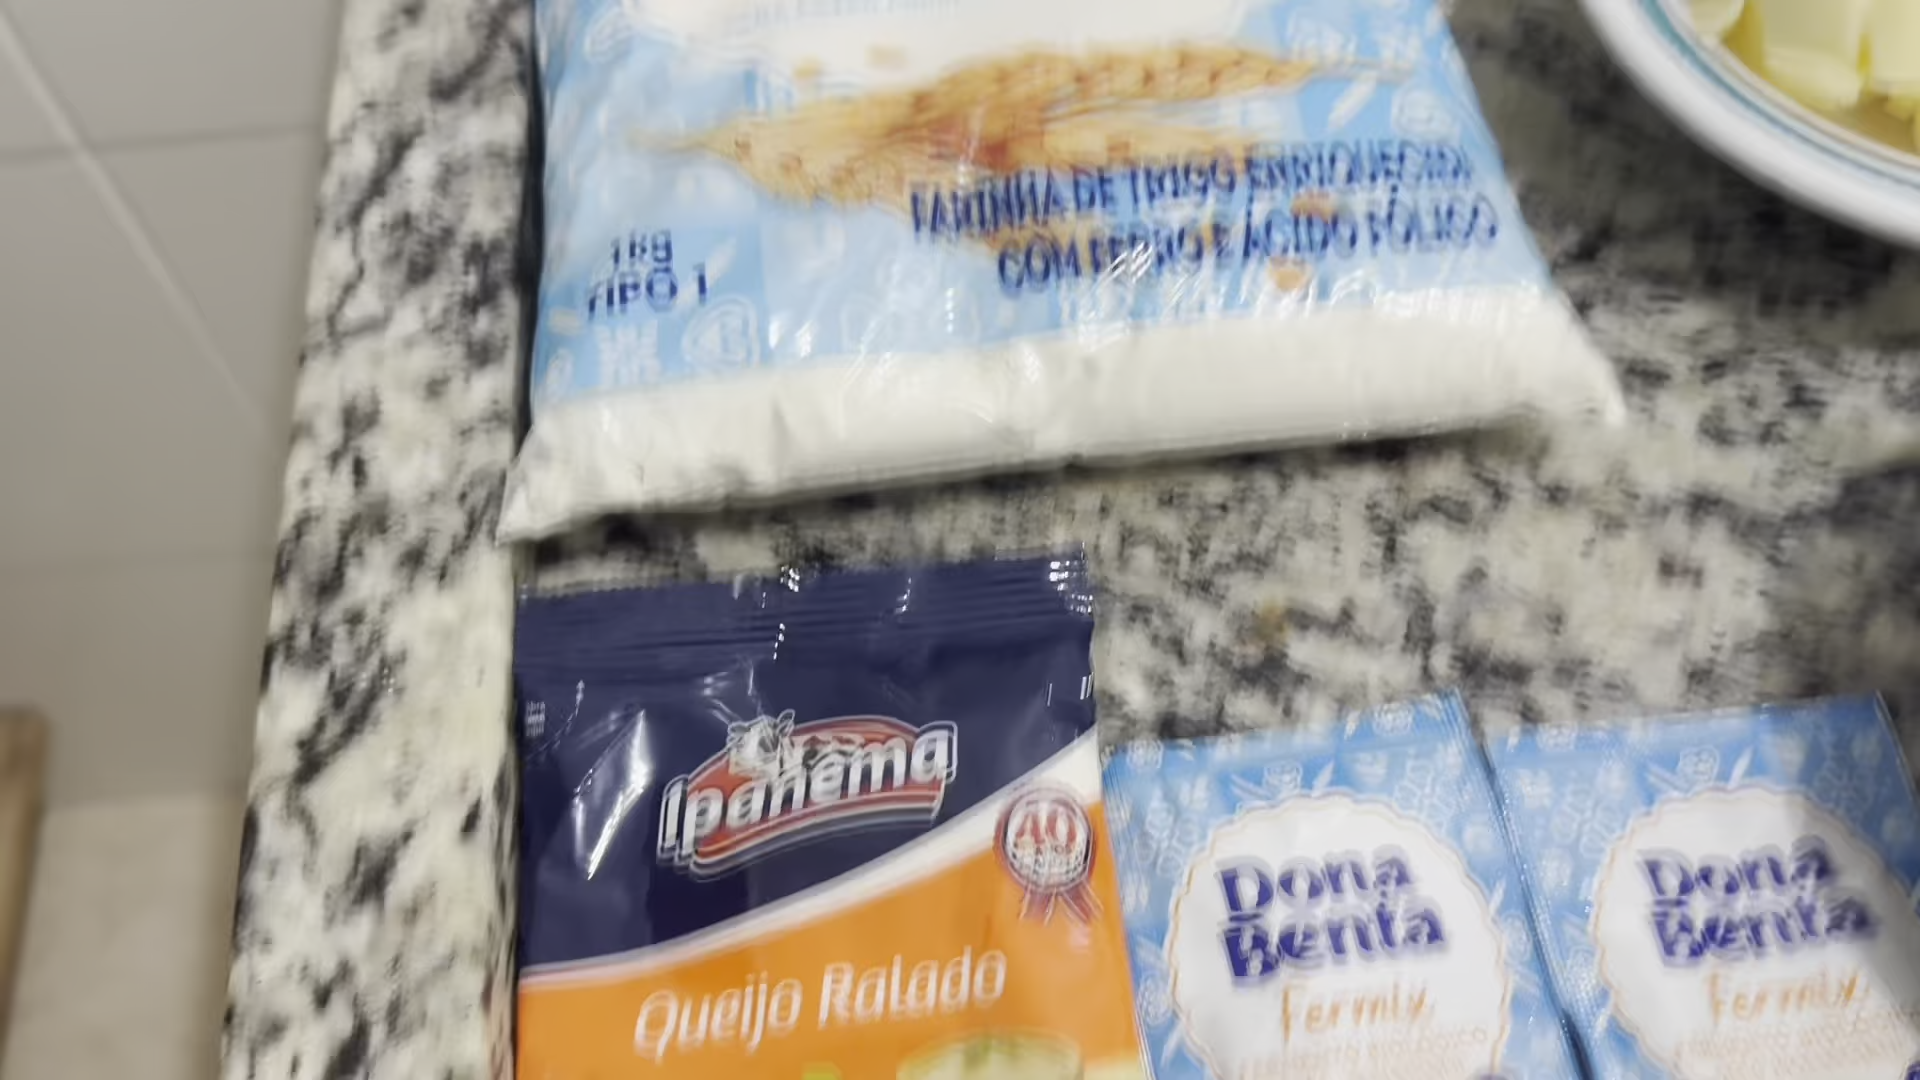 FARINHA DE TRIGO ENRIQUECIDA
COM FERRO E ÁCIDO FÓLICO
1kg
TIPO 1
Ipanema
40
Queijo Ralado
Dona
Benta
Fermix
Dona
Benta
Fermix